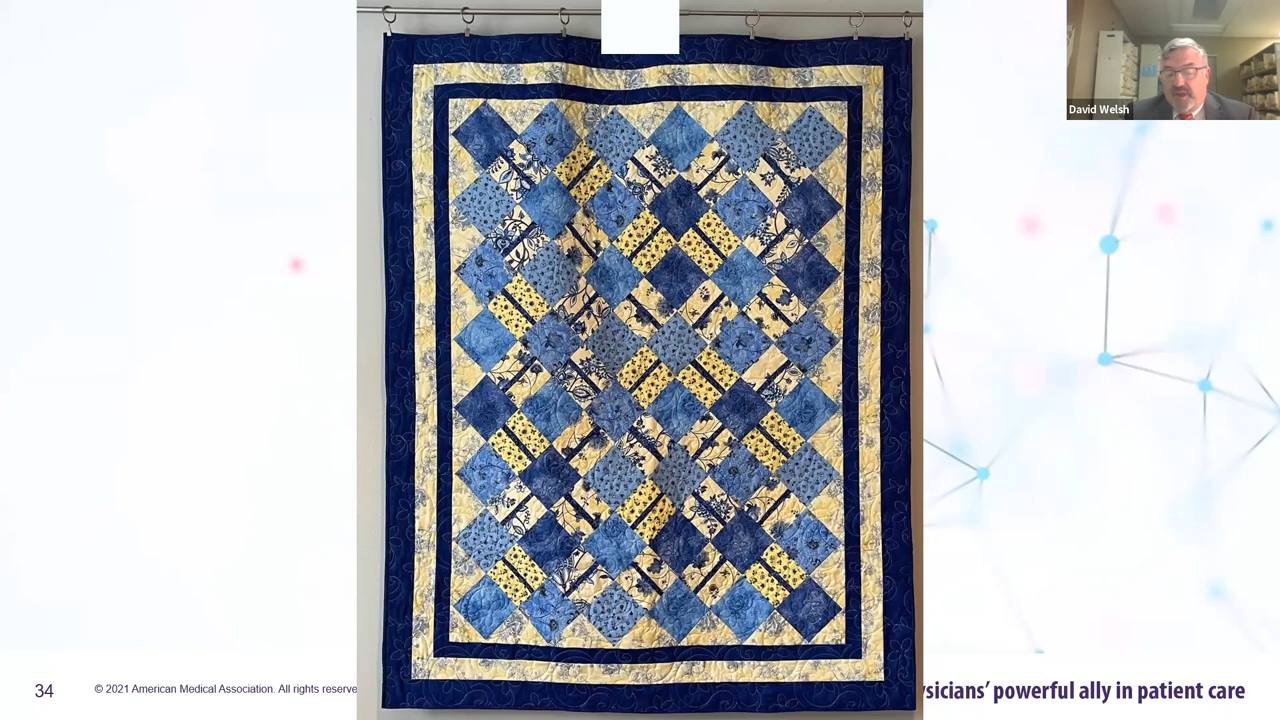 David Welsh
34
© 2021 American Medical Association. All rights reserve
ysicians' powerful ally in patient care